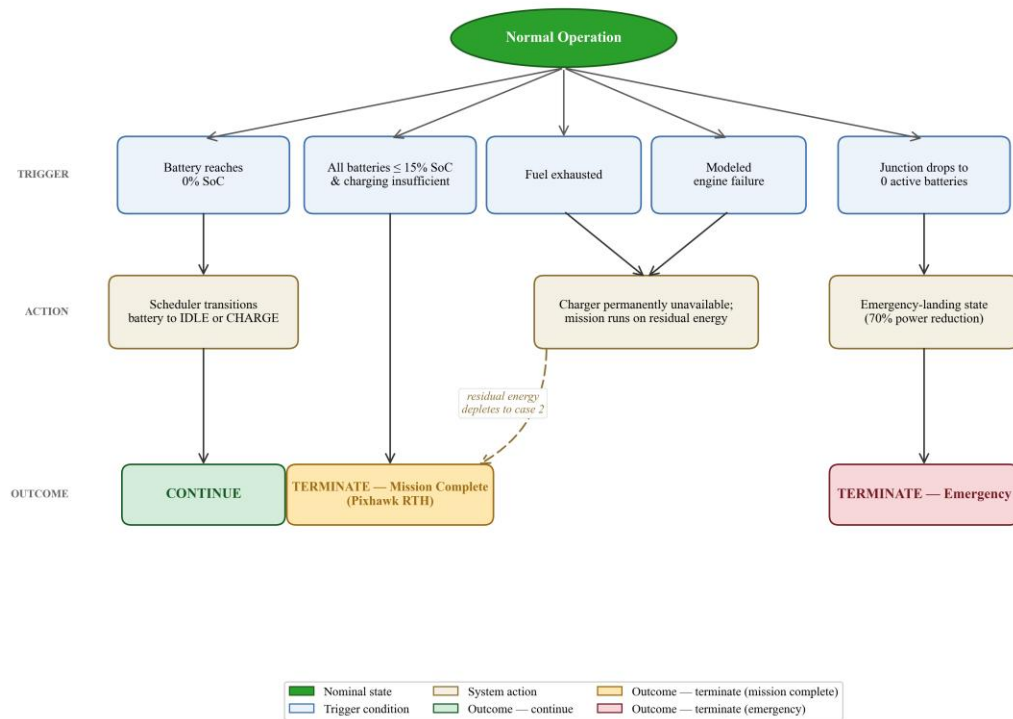 Normal Operation
TRIGGER
Battery reaches
0% SoC
All batteries ≤ 15% SoC
& charging insufficient
Fuel exhausted
Modeled
engine failure
Junction drops to
0 active batteries
ACTION
Scheduler transitions
battery to IDLE or CHARGE
Charger permanently unavailable;
mission runs on residual energy
Emergency-landing state
(70% power reduction)
residual energy
depletes to case 2
OUTCOME
CONTINUE
TERMINATE — Mission Complete
(Pixhawk RTH)
TERMINATE — Emergency
Nominal state
Trigger condition
System action
Outcome — continue
Outcome — terminate (mission complete)
Outcome — terminate (emergency)